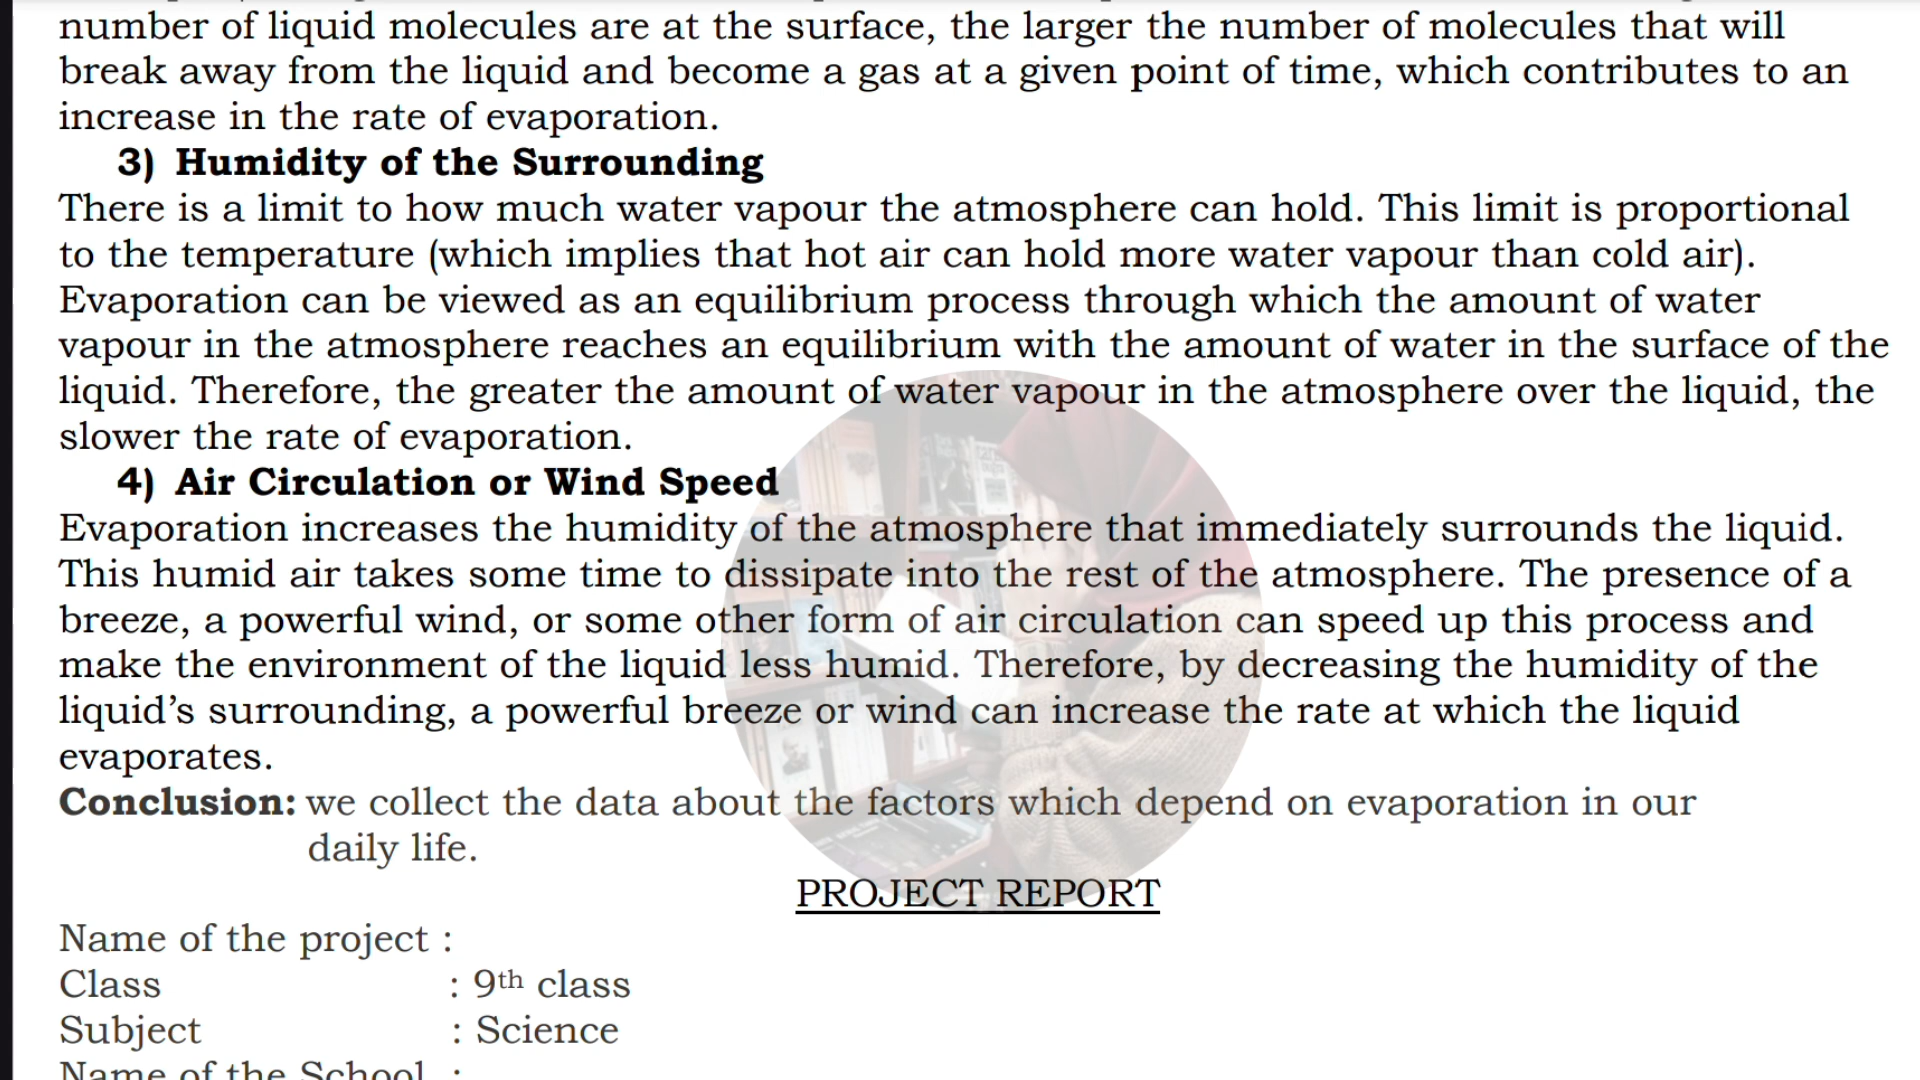 number of liquid molecules are at the surface, the larger the number of molecules that will
break away from the liquid and become a gas at a given point of time, which contributes to an
increase in the rate of evaporation.
3) Humidity of the Surrounding
There is a limit to how much water vapour the atmosphere can hold. This limit is proportional
to the temperature (which implies that hot air can hold more water vapour than cold air).
Evaporation can be viewed as an equilibrium process through which the amount of water
vapour in the atmosphere reaches an equilibrium with the amount of water in the surface of the
liquid. Therefore, the greater the amount of water vapour in the atmosphere over the liquid, the
slower the rate of evaporation.
4) Air Circulation or Wind Speed
Evaporation increases the humidity of the atmosphere that immediately surrounds the liquid.
This humid air takes some time to dissipate into the rest of the atmosphere. The presence of a
breeze, a powerful wind, or some other form of air circulation can speed up this process and
make the environment of the liquid less humid. Therefore, by decreasing the humidity of the
liquid’s surrounding, a powerful breeze or wind can increase the rate at which the liquid
evaporates.
Conclusion: we collect the data about the factors which depend on evaporation in our
daily life.
PROJECT REPORT
Name of the project :
Class : 9th class
Subject : Science
Name of the School :